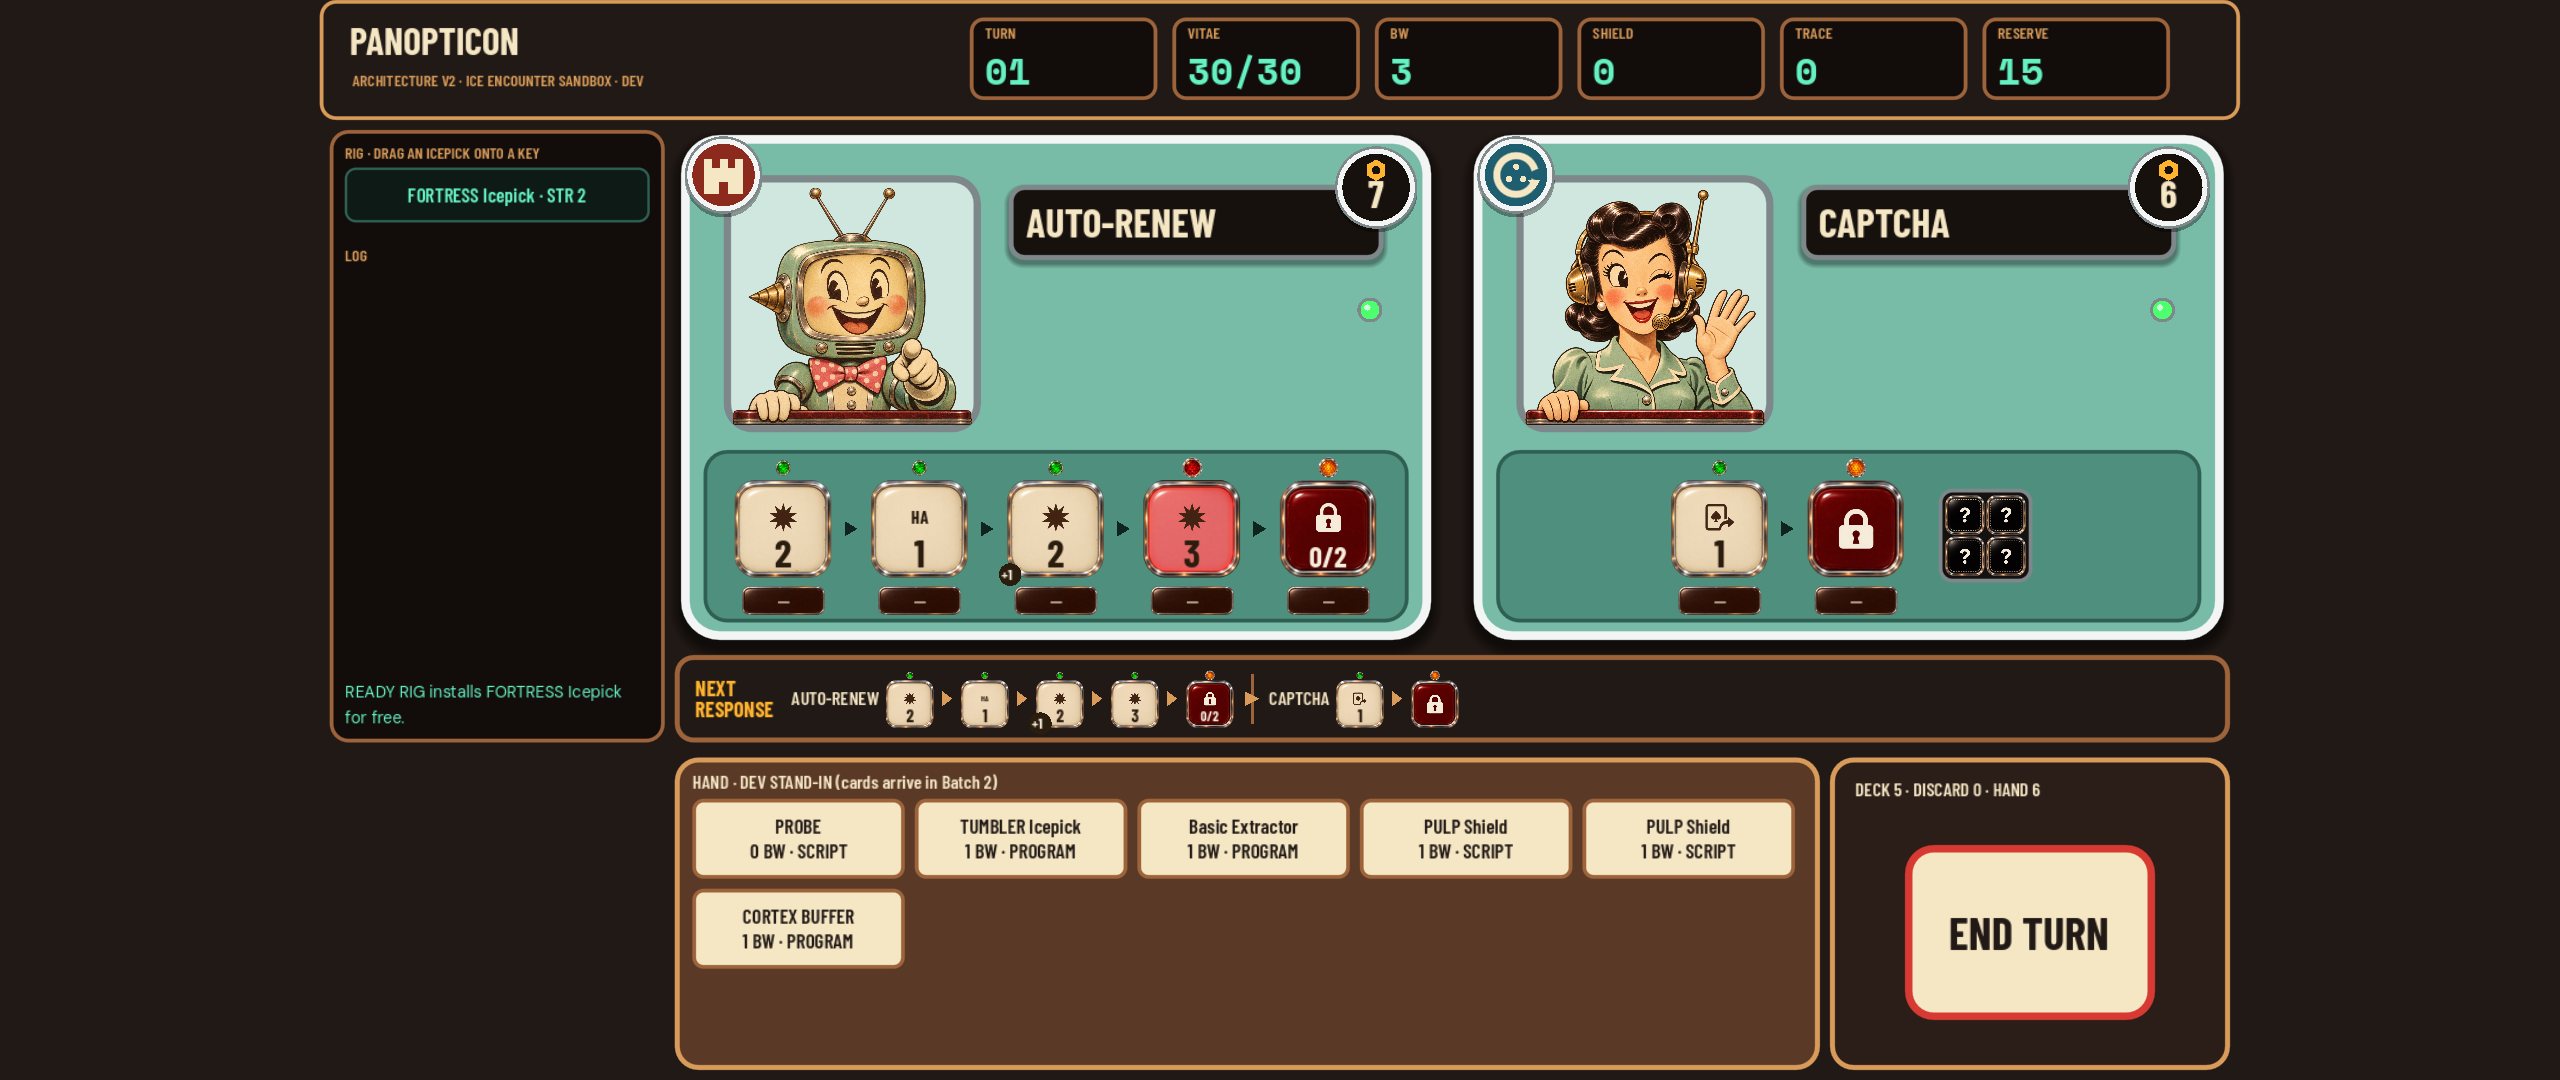 PANOPTICON
ARCHITECTURE V2 · ICE ENCOUNTER SANDBOX · DEV
TURN
01
VITAE
30/30
BW
3
SHIELD
0
TRACE
0
RESERVE
15
RIG · DRAG AN ICEPICK ONTO A KEY
FORTRESS Icepick · STR 2
LOG
READY RIG installs FORTRESS Icepick
for free.
7
AUTO-RENEW
2
HA
1
+1
2
3
0/2
–
–
–
–
–
6
CAPTCHA
1
? ?
? ?
–
–
NEXT
RESPONSE
AUTO-RENEW
2
HA
1
+1
2
3
0/2
CAPTCHA
1
HAND · DEV STAND-IN (cards arrive in Batch 2)
PROBE
0 BW · SCRIPT
TUMBLER Icepick
1 BW · PROGRAM
Basic Extractor
1 BW · PROGRAM
PULP Shield
1 BW · SCRIPT
PULP Shield
1 BW · SCRIPT
CORTEX BUFFER
1 BW · PROGRAM
DECK 5 · DISCARD 0 · HAND 6
END TURN